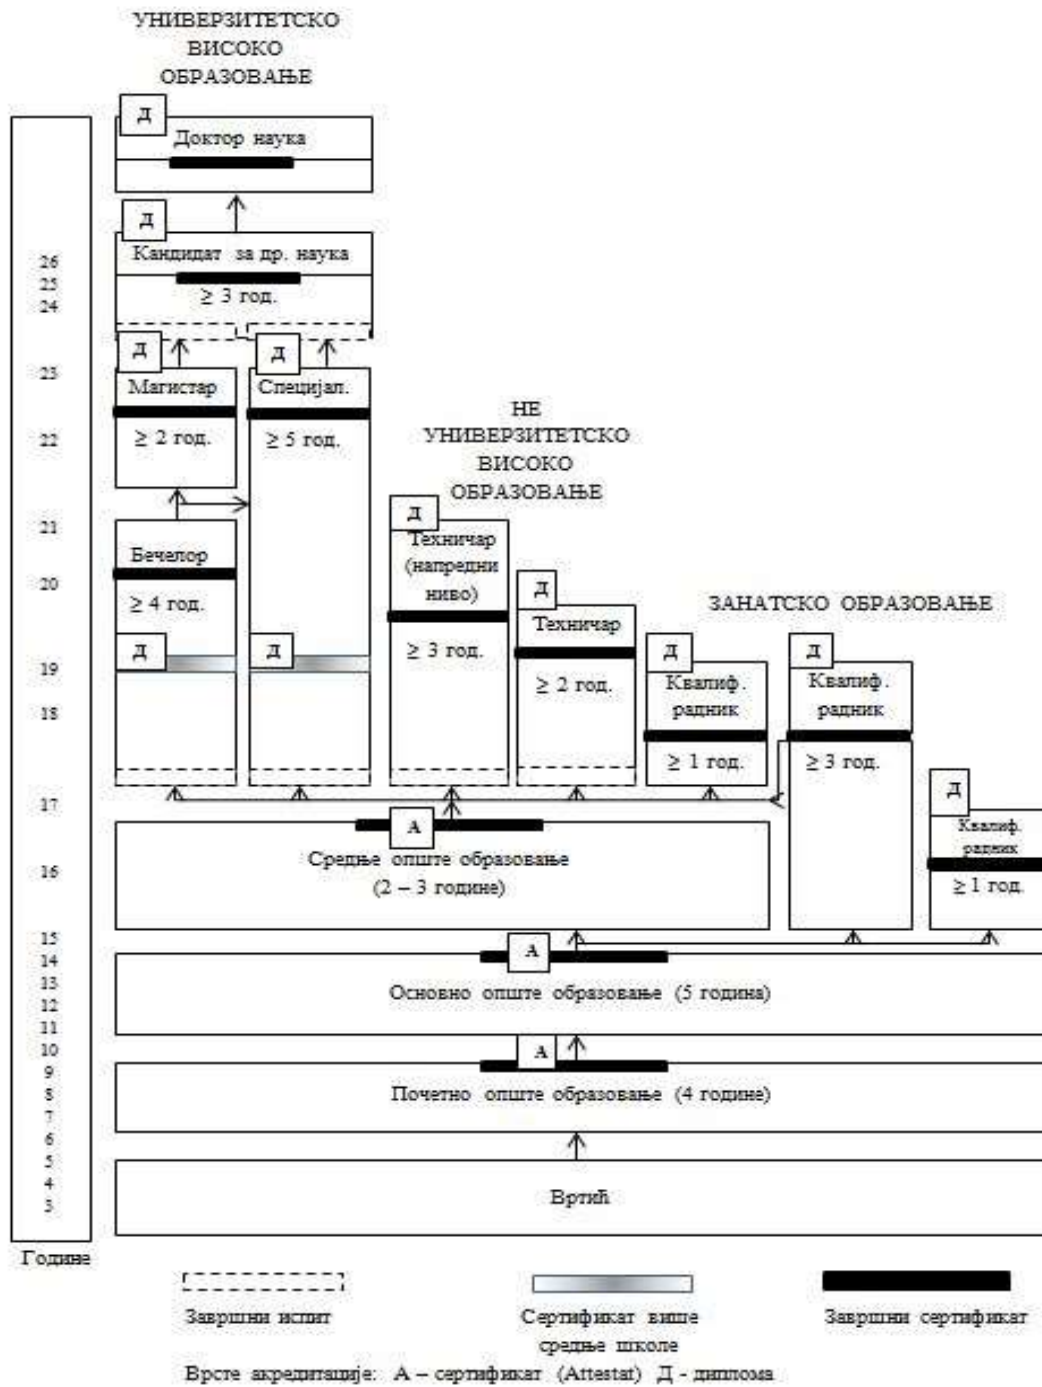 УНИВЕРЗИТЕТСКО
ВИСОКО
ОБРАЗОВАЊЕ
Д
Доктор наука
Д
Кандидат за др. наука
≥ 3 год.
26
25
24
Д
Д
23
Магистар
Специјал.
≥ 2 год.
≥ 5 год.
22
НЕ
УНИВЕРЗИТЕТСКО
ВИСОКО
ОБРАЗОВАЊЕ
21
Бечелор
20
≥ 4 год.
Д
Д
19
18
Д
Техничар
(напредни
ниво)
≥ 3 год.
Д
Техничар
≥ 2 год.
ЗАНАТСКО ОБРАЗОВАЊЕ
Д
Квалиф.
радник
≥ 1 год.
Д
Квалиф.
радник
≥ 3 год.
Д
Квалиф.
радник
≥ 1 год.
17
А
Средње опште образовање
(2 – 3 године)
16
15
14
13
12
11
А
Основно опште образовање (5 година)
10
9
8
7
6
А
Почетно опште образовање (4 године)
5
4
3
Вртић
Године
Завршни испит
Сертификат више
средње школе
Завршни сертификат
Врсте акредитације: А – сертификат (Attestat) Д - диплома